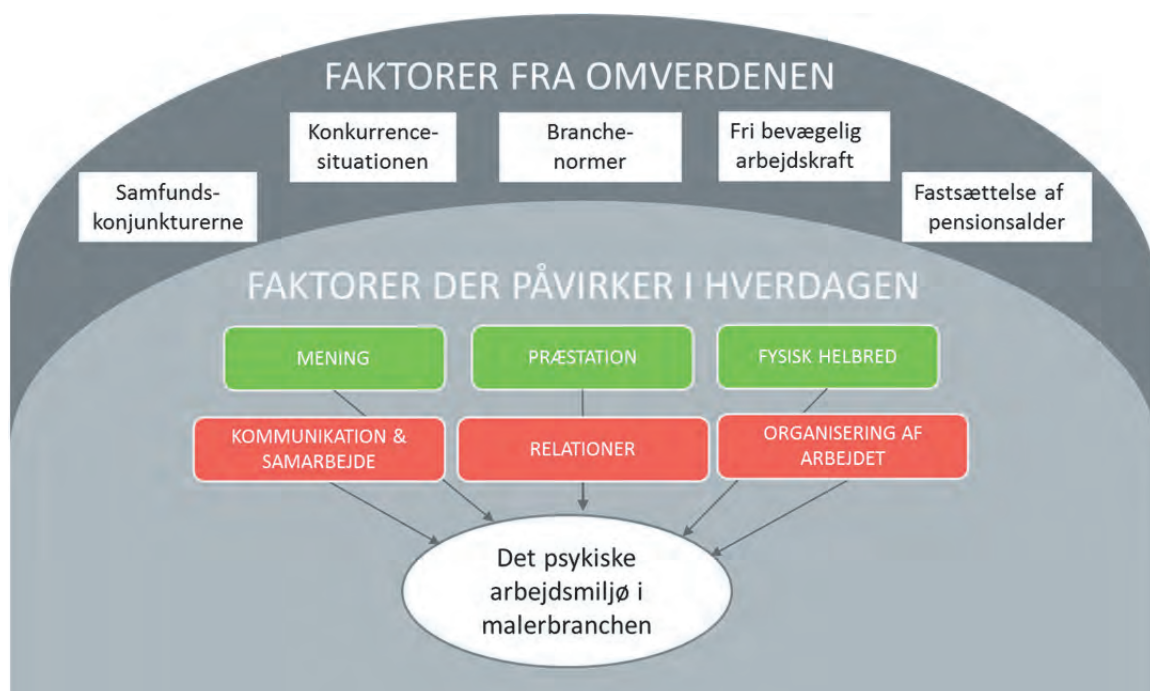 FAKTORER FRA OMVERDENEN
Samfunds-
konjunkturerne
Konkurrence-
situationen
Branche-
normer
Fri bevægelig
arbejdskraft
Fastsættelse af
pensionsalder
FAKTORER DER PÅVIRKER I HVERDAGEN
MENING
PRÆSTATION
FYSISK HELBRED
KOMMUNIKATION &
SAMARBEJDE
RELATIONER
ORGANISERING AF
ARBEJDET
Det psykiske
arbejdsmiljø i
malerbranchen